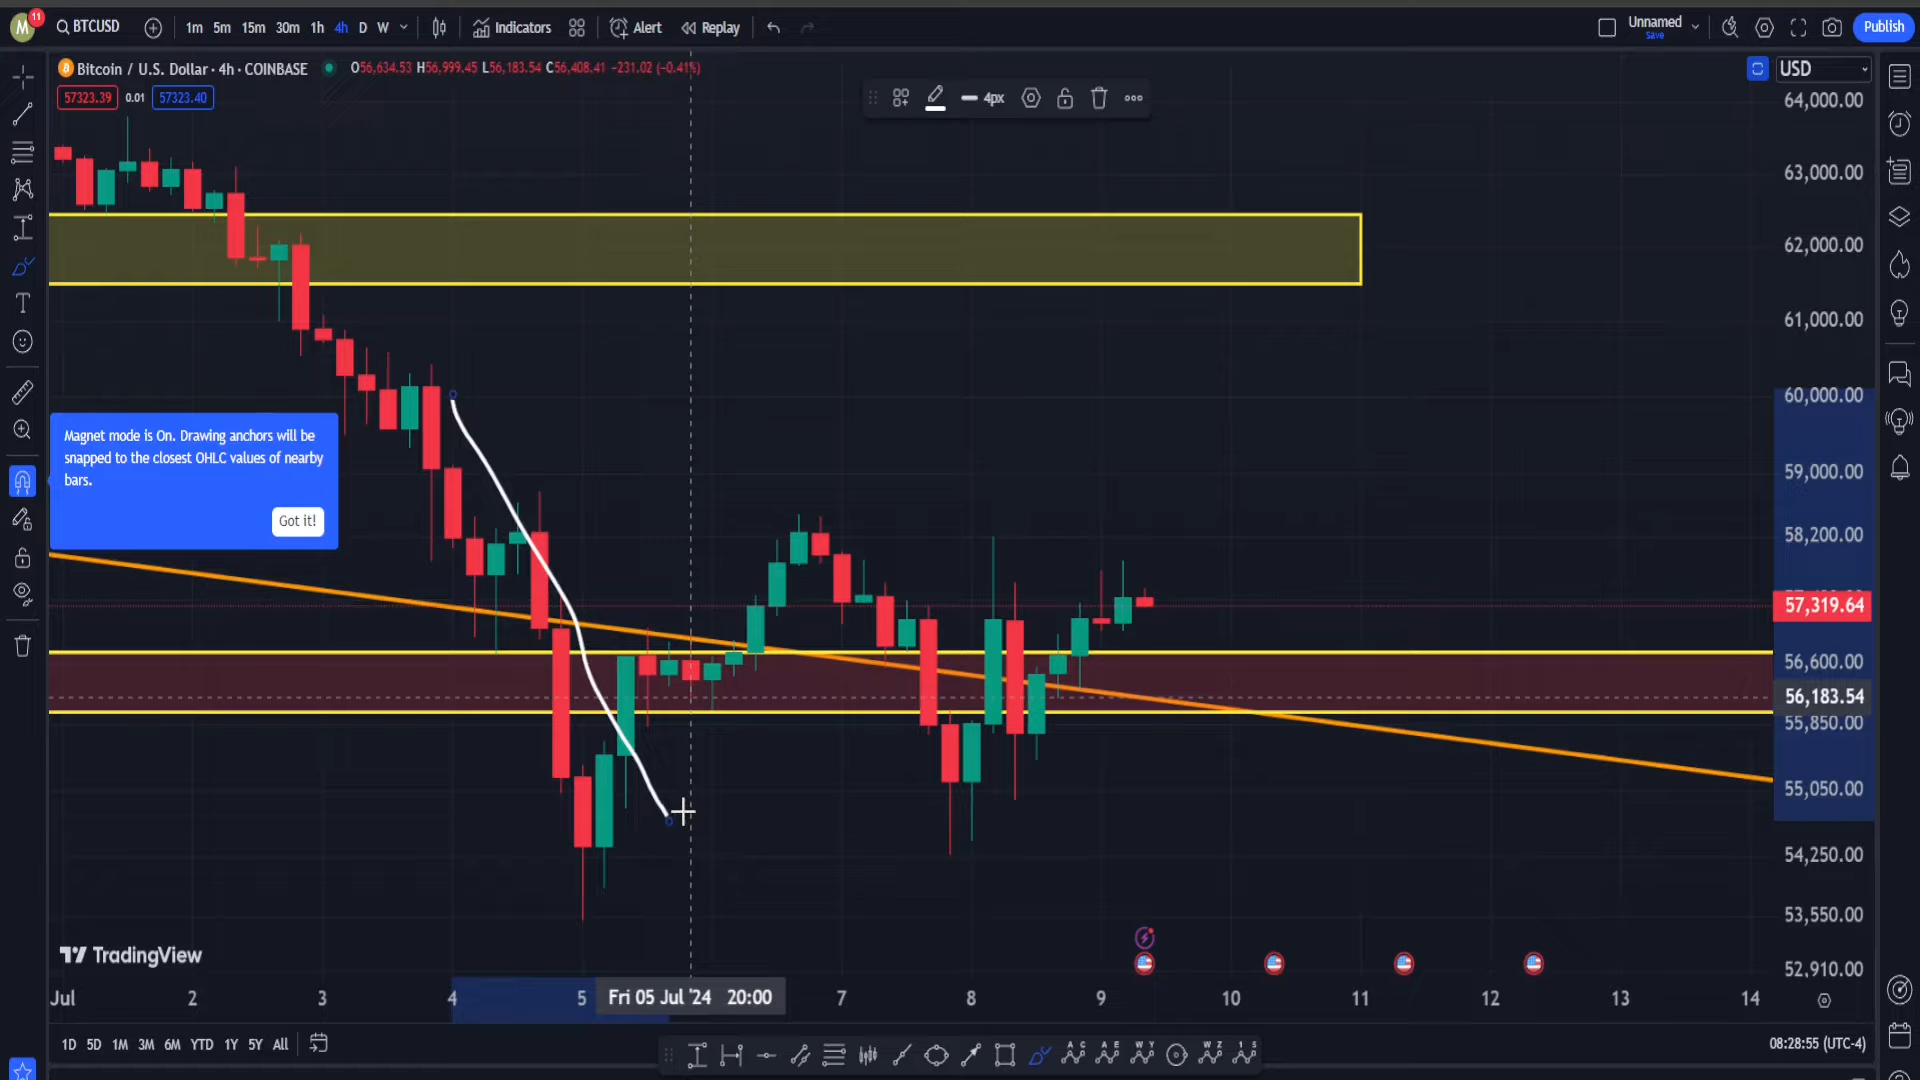 M 11 BTCUSD 1m 5m 15m 30m 1h 4h D W Indicators Alert Replay Unnamed Save Publish
Bitcoin / U.S. Dollar · 4h · COINBASE O56,634.53 H56,999.45 L56,183.54 C56,408.41 −231.02 (−0.41%) USD
57323.39 0.01 57323.40
4px
64,000.00
63,000.00
62,000.00
61,000.00
60,000.00
Magnet mode is On. Drawing anchors will be
snapped to the closest OHLC values of nearby
bars.
Got it!
59,000.00
58,200.00
57,319.64
56,600.00
56,183.54
55,850.00
55,050.00
54,250.00
53,550.00
52,910.00
TradingView
Jul 2 3 4 5 Fri 05 Jul '24 20:00 7 8 9 10 11 12 13 14
1D 5D 1M 3M 6M YTD 1Y 5Y All 08:28:55 (UTC-4)
A C A E W Y W Z 1 5